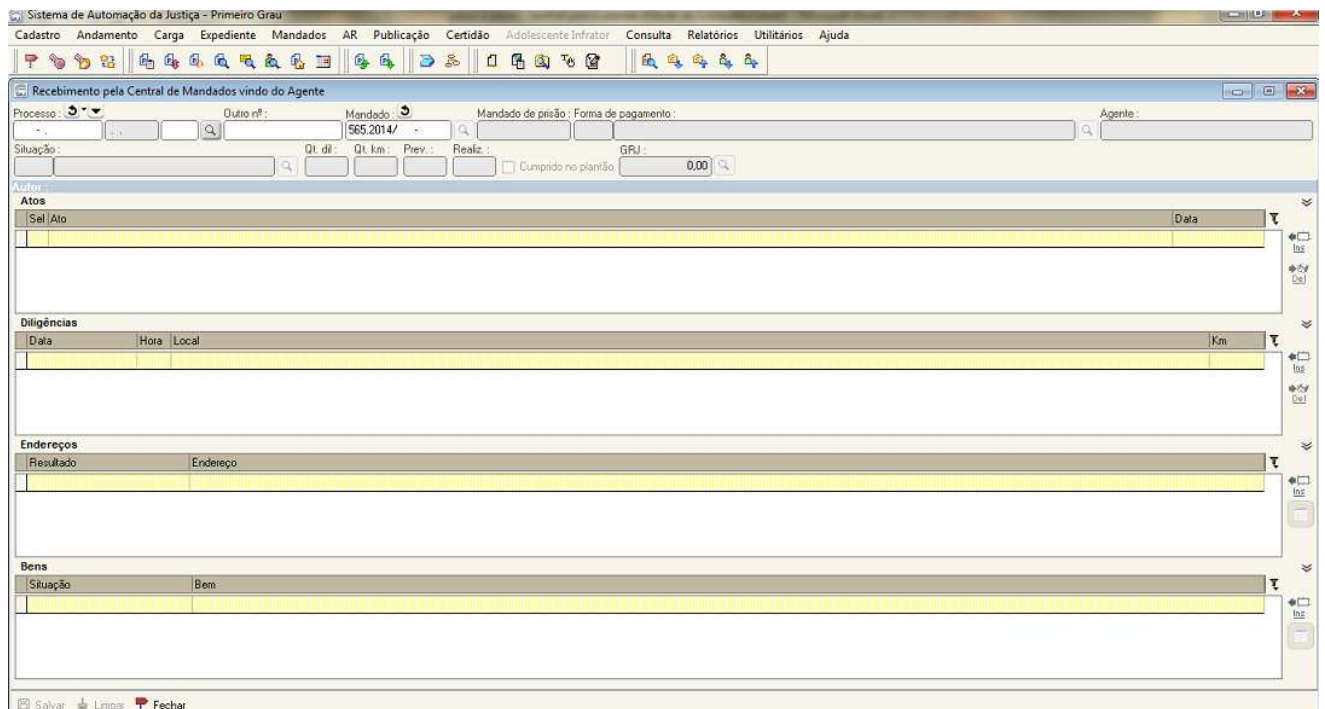 Sistema de Automação da Justiça - Primeiro Grau
Cadastro Andamento Carga Expediente Mandados AR Publicação Certidão Adolescente Infrator Consulta Relatórios Utilitários Ajuda
Recebimento pela Central de Mandados vindo do Agente
Processo : Outro nº : Mandado : Mandado de prisão : Forma de pagamento : Agente :
- . . . 565.2014/ -
Situação : Qt. dil : Qt. km : Prev. : Realiz. : GRJ :
Cumprido no plantão 0,00
Autor :
Atos
Sel Ato Data
Ins
Del
Diligências
Data Hora Local Km
Ins
Del
Endereços
Resultado Endereço
Ins
Bens
Situação Bem
Ins
Salvar Limpar Fechar